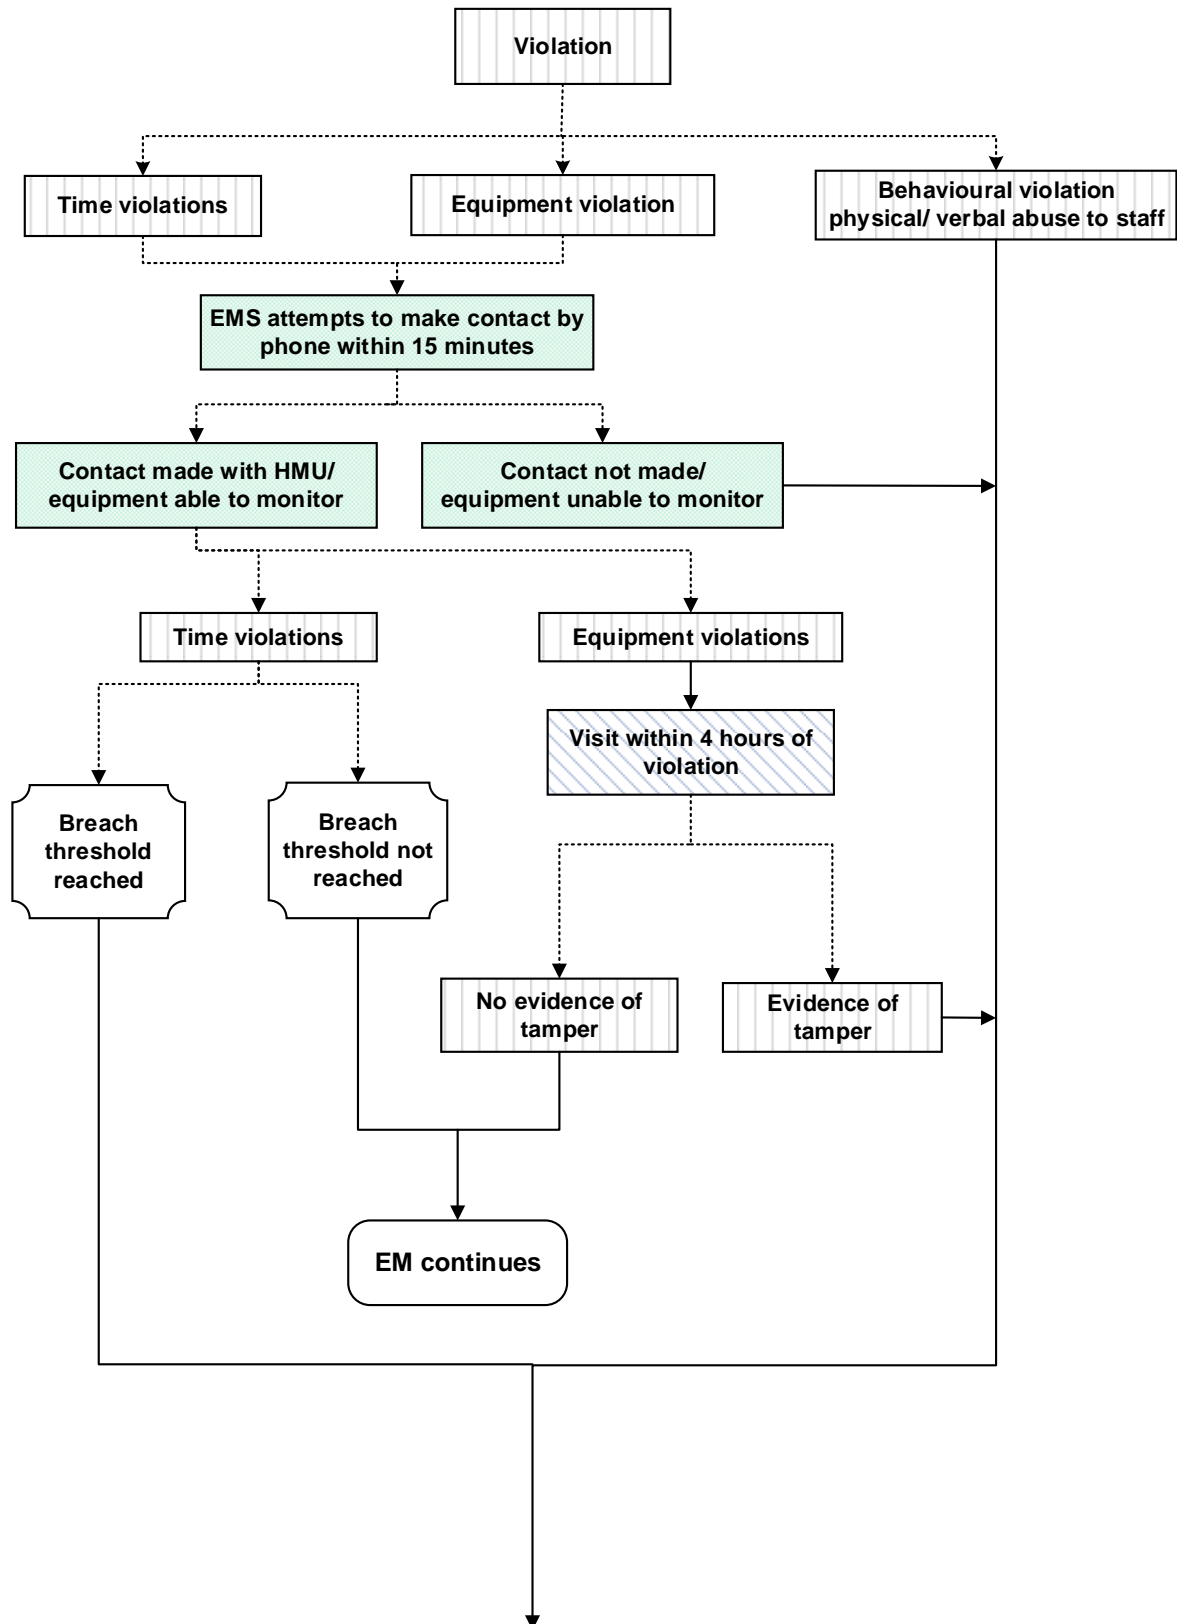 Violation
Time violations
Equipment violation
Behavioural violation
physical/ verbal abuse to staff
EMS attempts to make contact by
phone within 15 minutes
Contact made with HMU/
equipment able to monitor
Contact not made/
equipment unable to monitor
Time violations
Equipment violations
Visit within 4 hours of
violation
Breach
threshold
reached
Breach
threshold not
reached
No evidence of
tamper
Evidence of
tamper
EM continues